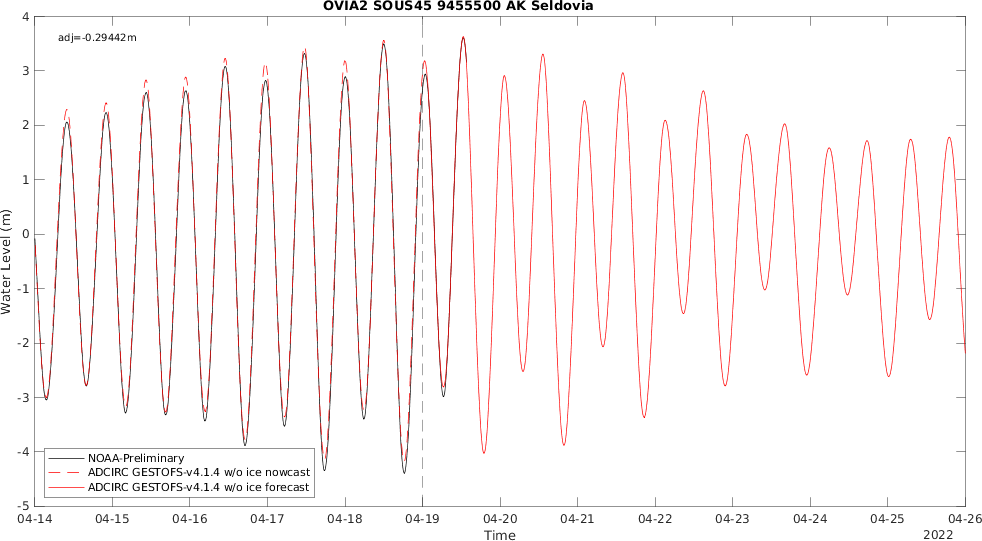 OVIA2 SOUS45 9455500 AK Seldovia
adj=-0.29442m
4
3
2
1
0
-1
-2
-3
-4
-5
Water Level (m)
NOAA-Preliminary
ADCIRC GESTOFS-v4.1.4 w/o ice nowcast
ADCIRC GESTOFS-v4.1.4 w/o ice forecast
04-14 04-15 04-16 04-17 04-18 04-19 04-20 04-21 04-22 04-23 04-24 04-25 04-26
Time
2022